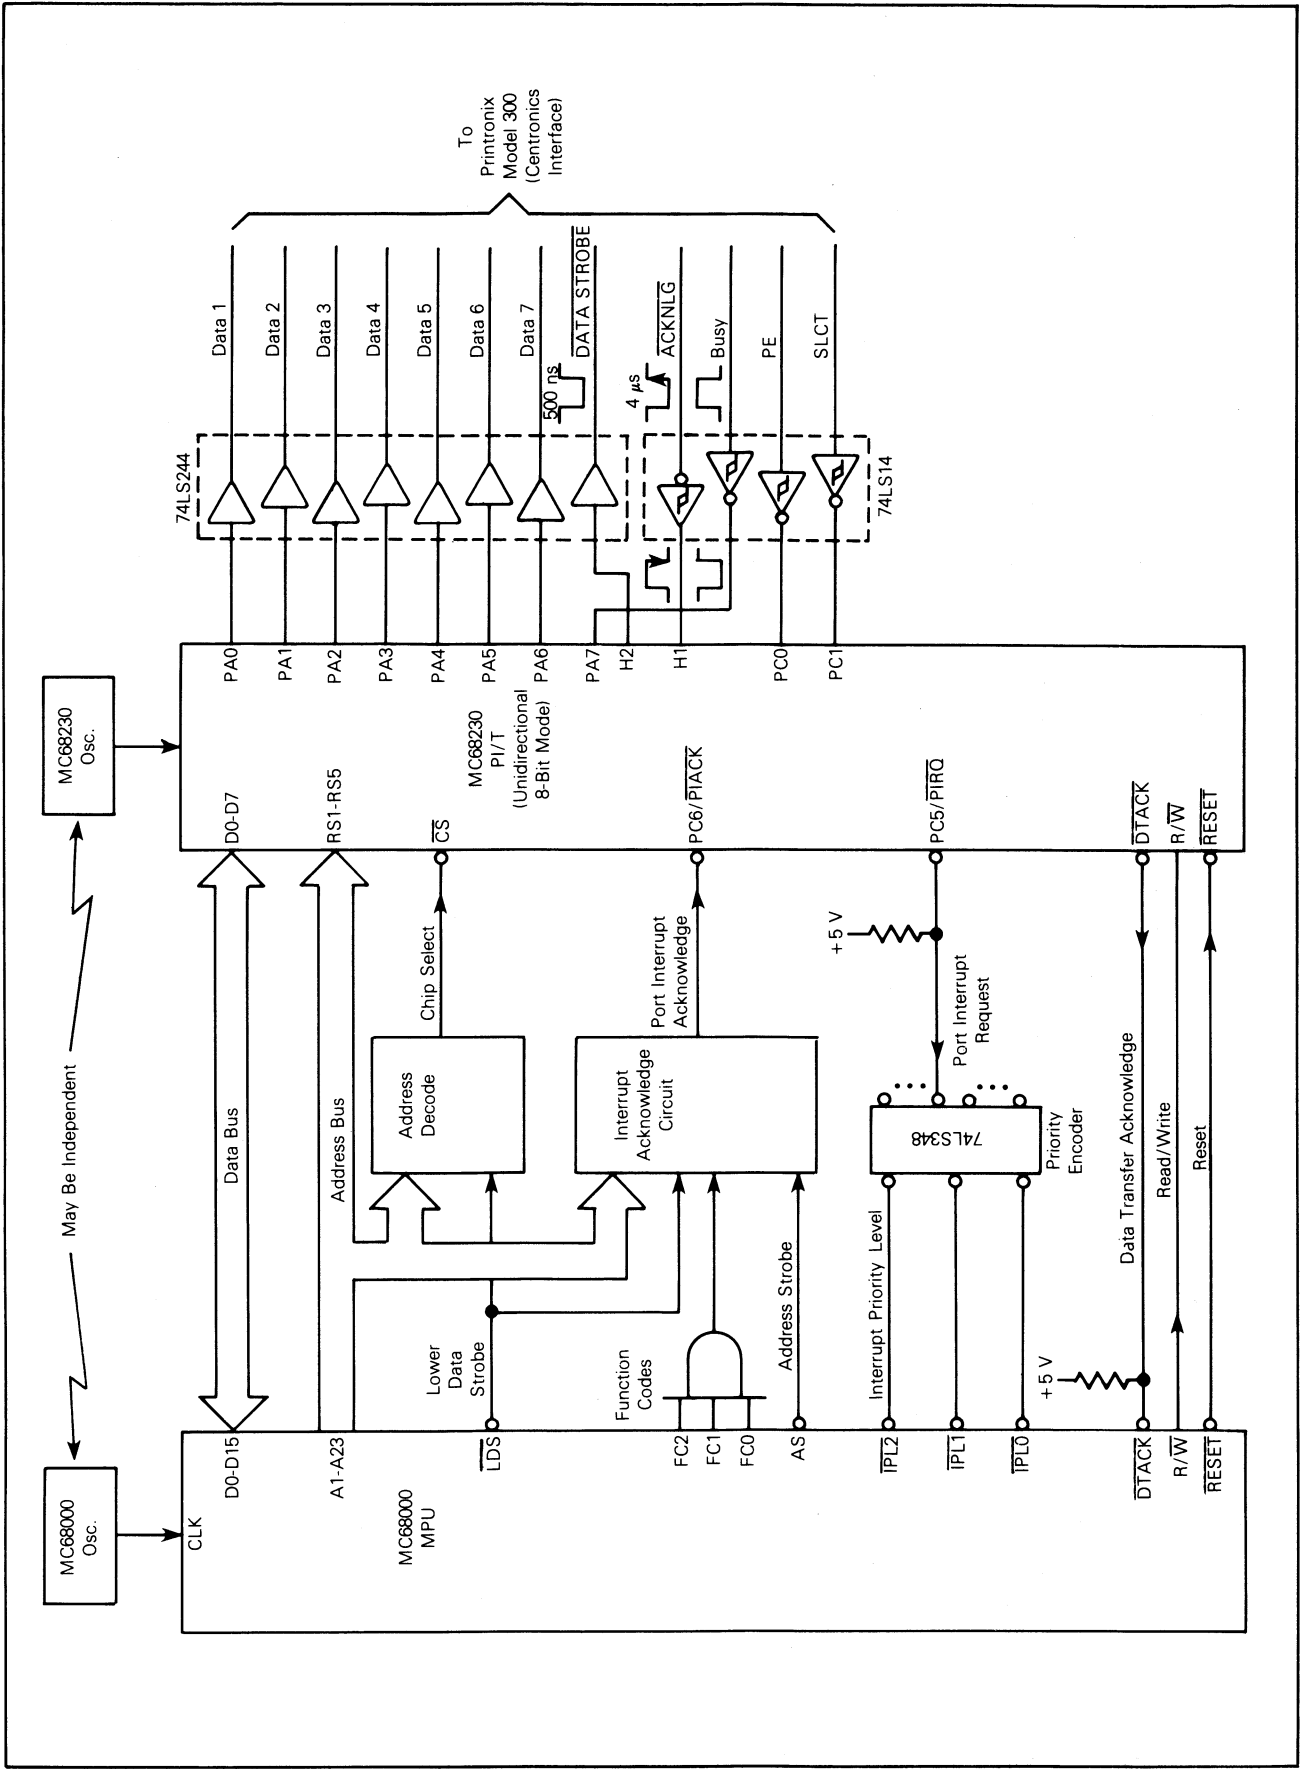 MC68000
Osc.
May Be Independent
MC68230
Osc.
CLK
MC68000
MPU
D0-D15
A1-A23
LDS
FC2
FC1
FC0
AS
IPL2
IPL1
IPL0
DTACK
R/W
RESET
Data Bus
Address Bus
Lower
Data
Strobe
Function
Codes
Address Strobe
Interrupt Priority Level
+5 V
Address
Decode
Interrupt
Acknowledge
Circuit
74LS348
Priority
Encoder
Data Transfer Acknowledge
Read/Write
Reset
Chip Select
Port Interrupt
Acknowledge
+5 V
Port Interrupt
Request
D0-D7
RS1-RS5
CS
PC6/PIACK
PC5/PIRQ
DTACK
R/W
RESET
MC68230
PI/T
(Unidirectional
8-Bit Mode)
PA0
PA1
PA2
PA3
PA4
PA5
PA6
PA7
H2
H1
PC0
PC1
74LS244
74LS14
500 ns
4 μs
Data 1
Data 2
Data 3
Data 4
Data 5
Data 6
Data 7
DATA STROBE
ACKNLG
Busy
PE
SLCT
To
Printronix
Model 300
(Centronics
Interface)